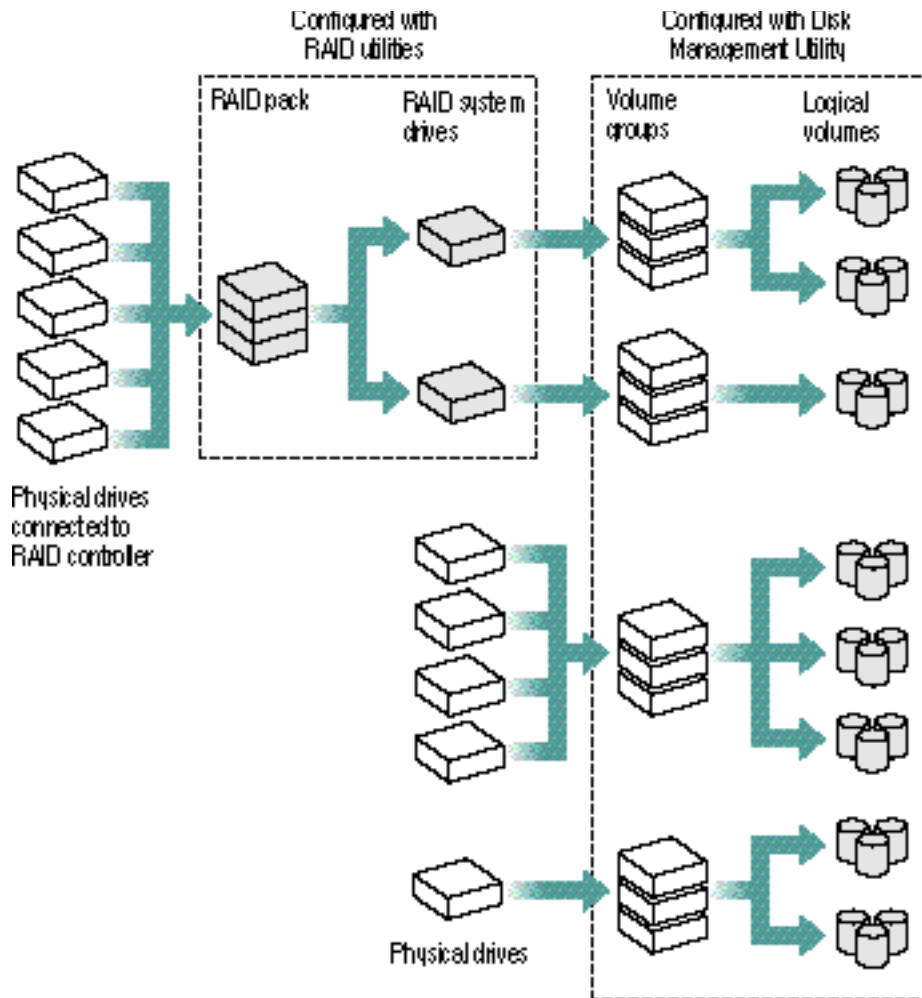 Configured with
RAID utilities
Configured with Disk
Management Utility
RAID pack
RAID system
drives
Volume
groups
Logical
volumes
Physical drives
connected to
RAID controller
Physical drives